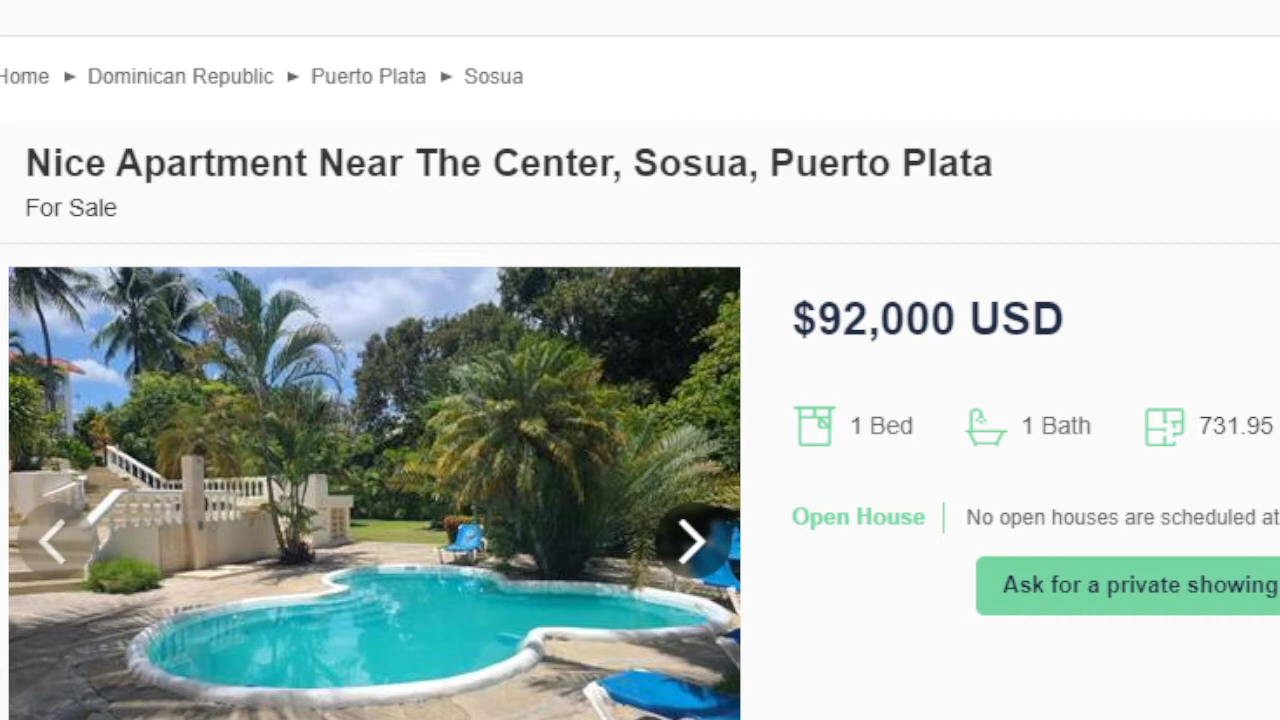 Home ► Dominican Republic ► Puerto Plata ► Sosua
Nice Apartment Near The Center, Sosua, Puerto Plata
For Sale
$92,000 USD
1 Bed 1 Bath 731.95
Open House No open houses are scheduled at
Ask for a private showing